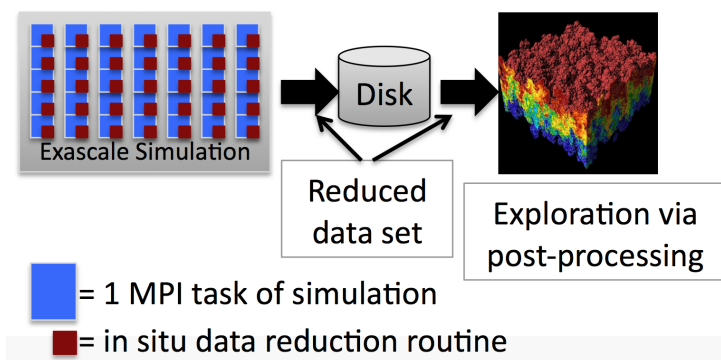 Exascale Simulation
Disk
Reduced
data set
Exploration via
post-processing
= 1 MPI task of simulation
= in situ data reduction routine